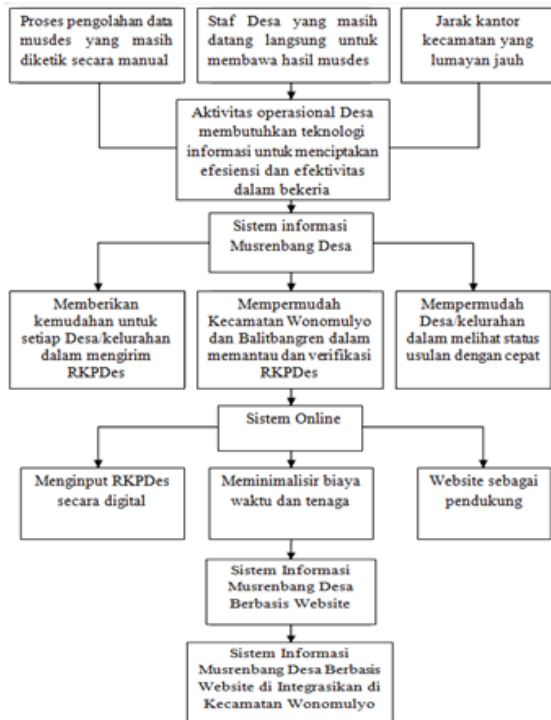 Proses pengolahan data
musdes yang masih
diketik secara manual
Staf Desa yang masih
datang langsung untuk
membawa hasil musdes
Jarak kantor
kecamatan yang
lumayan jauh
Aktivitas operasional Desa
membutuhkan teknologi
informasi untuk menciptakan
efesiensi dan efektivitas
dalam bekerja
Sistem informasi
Musrenbang Desa
Memberikan
kemudahan untuk
setiap Desa/kelurahan
dalam mengirim
RKPDes
Mempermudah
Kecamatan Wonomulyo
dan Balitbangren dalam
memantau dan verifikasi
RKPDes
Mempermudah
Desa/kelurahan
dalam melihat status
usulan dengan cepat
Sistem Online
Menginput RKPDes
secara digital
Meminimalisir biaya
waktu dan tenaga
Website sebagai
pendukung
Sistem Informasi
Musrenbang Desa
Berbasis Website
Sistem Informasi
Musrenbang Desa Berbasis
Website di Integrasikan di
Kecamatan Wonomulyo